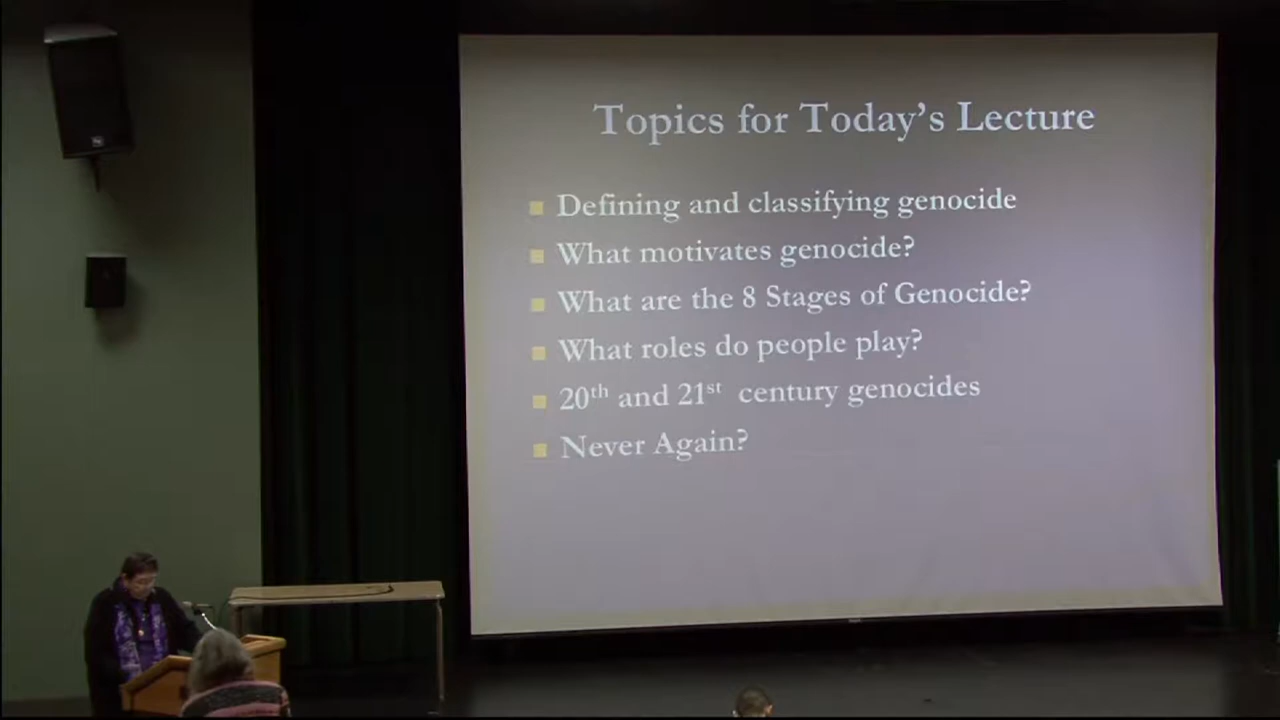 Topics for Today's Lecture
Defining and classifying genocide
What motivates genocide?
What are the 8 Stages of Genocide?
What roles do people play?
20th and 21st century genocides
Never Again?